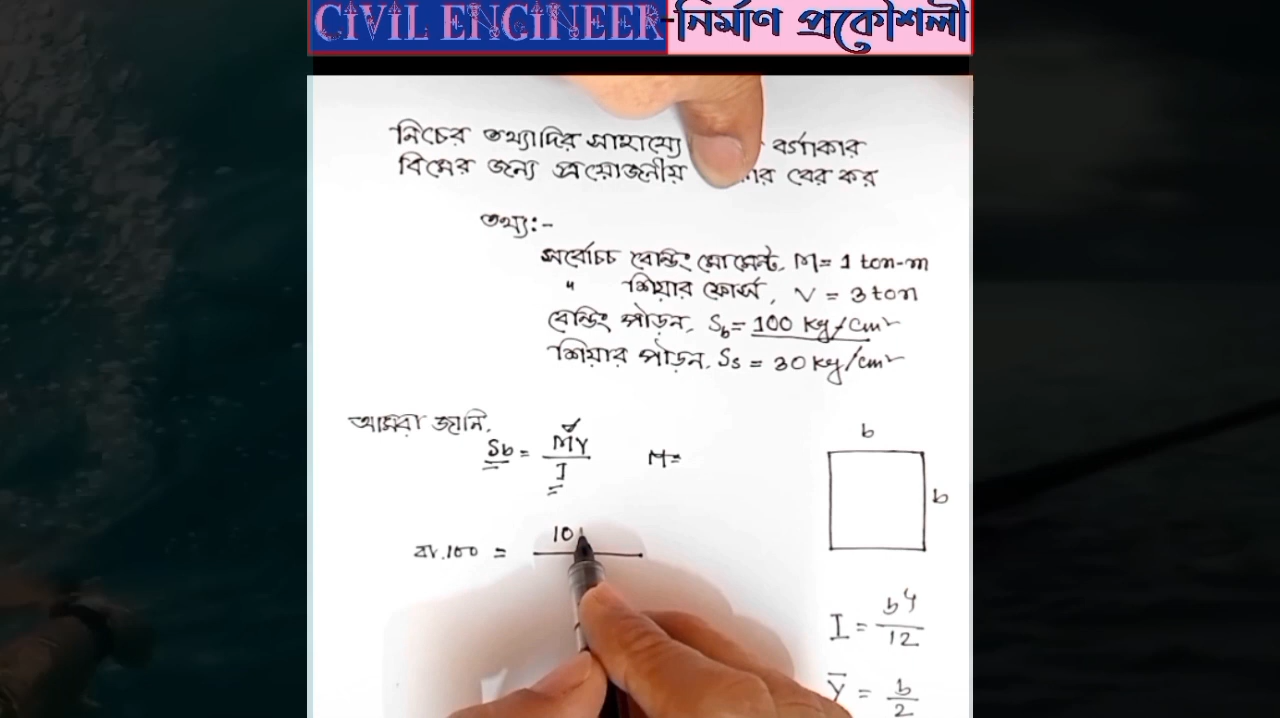 CIVIL ENGINEER-নির্মাণ প্রকৌশলী
নিচের তথ্যাদির সাহায্যে বর্গাকার
বিমের জন্য প্রয়োজনীয় বের কর
তথ্য:-
সর্বোচ্চ বেন্ডিং মোমেন্ট, M= 1 ton-m
" শিয়ার ফোর্স, V = 3 ton
বেন্ডিং পীড়ন, Sb= 100 kg/cm²
শিয়ার পীড়ন, Ss = 30 kg/cm²
আমরা জানি,
b
Sb = MY/I M=
b
বা, 100 = 10
I = b⁴/12
Y̅ = b/2